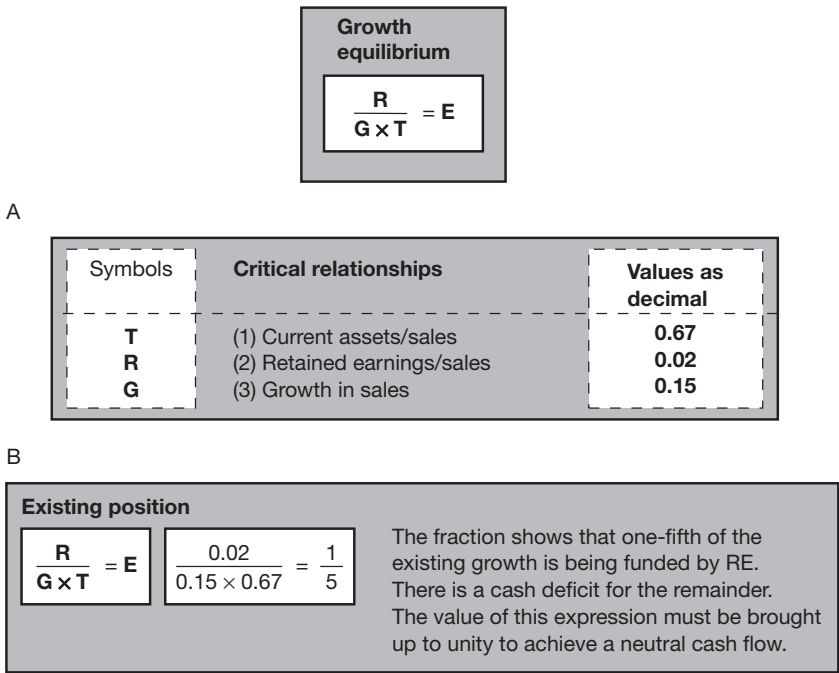 Growth
equilibrium
R
G × T
= E
A
Symbols Critical relationships Values as
decimal
T (1) Current assets/sales 0.67
R (2) Retained earnings/sales 0.02
G (3) Growth in sales 0.15
B
Existing position
R
G × T
= E
0.02
0.15 × 0.67
=
1
5
The fraction shows that one-fifth of the
existing growth is being funded by RE.
There is a cash deficit for the remainder.
The value of this expression must be brought
up to unity to achieve a neutral cash flow.